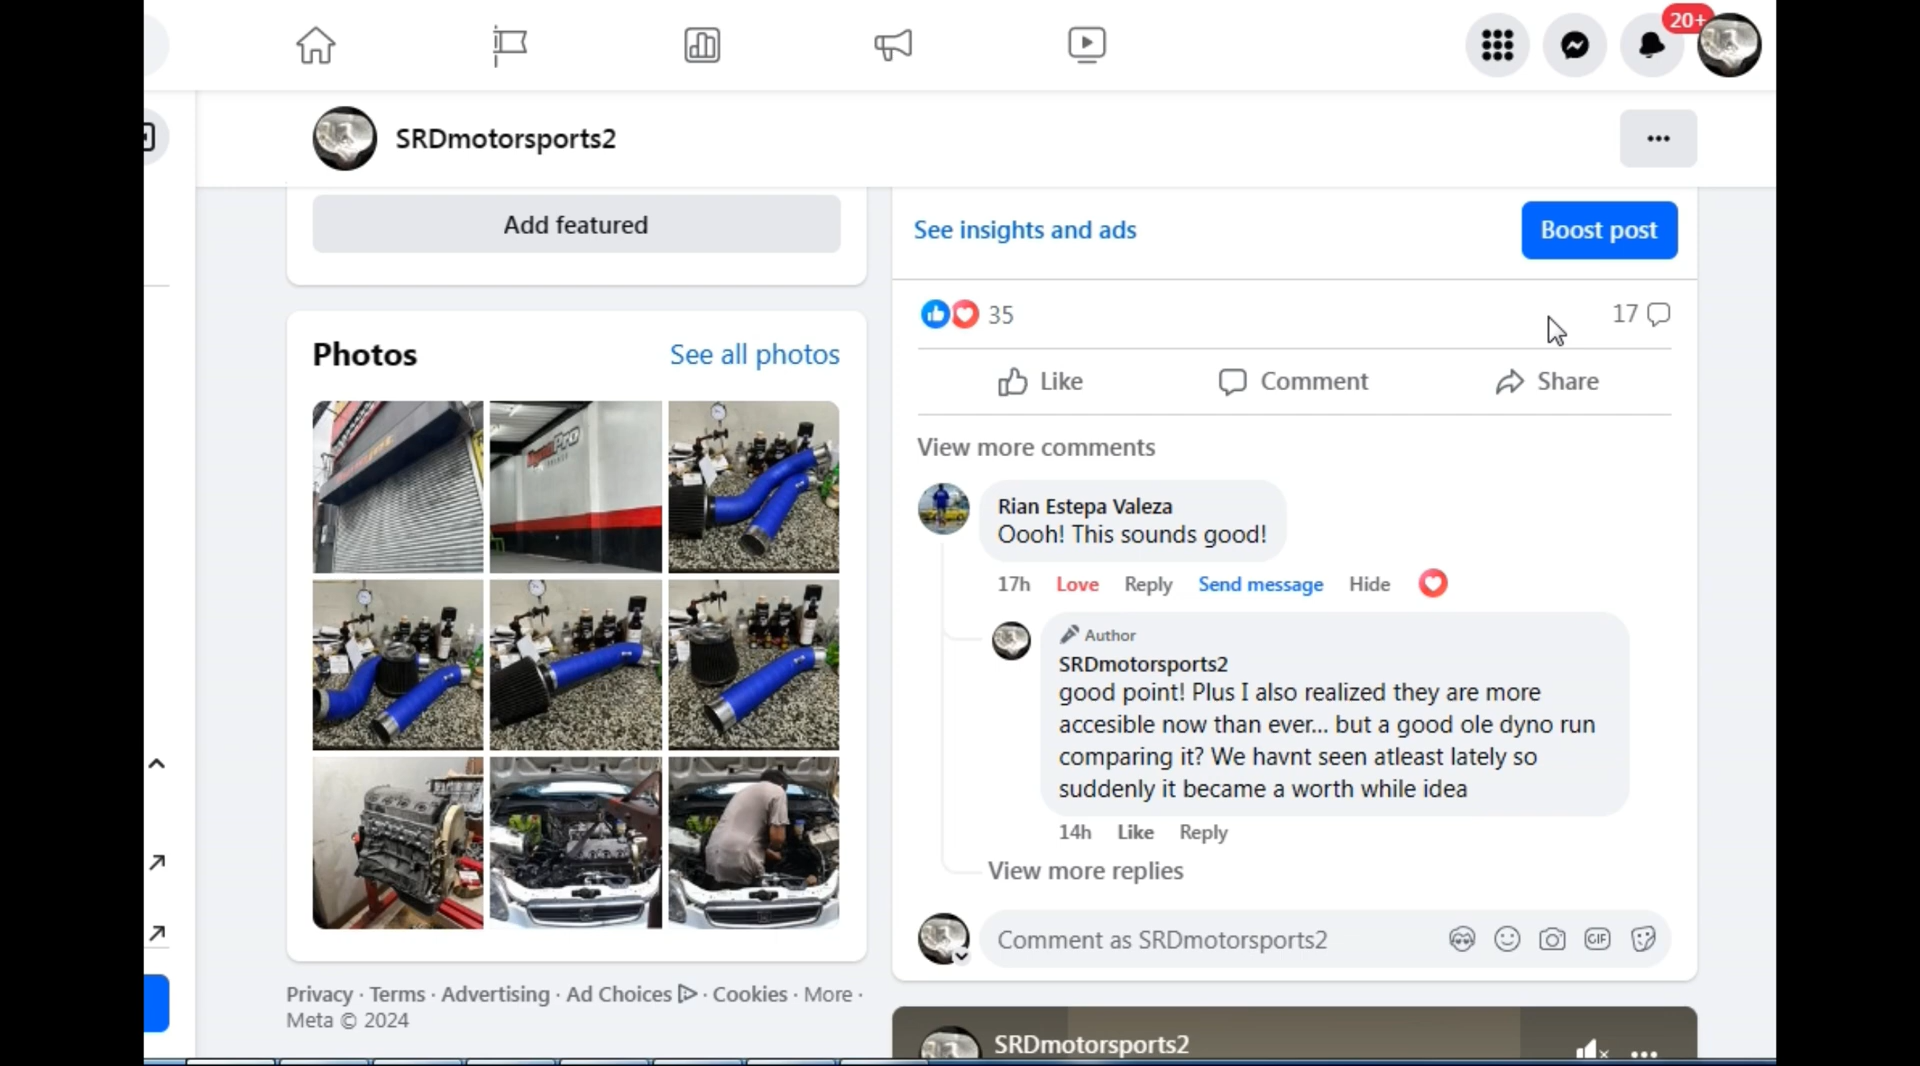 20+
SRDmotorsports2
Add featured
See insights and ads
Boost post
35
17
Like
Comment
Share
Photos
See all photos
View more comments
Rian Estepa Valeza
Oooh! This sounds good!
17h Love Reply Send message Hide
Author
SRDmotorsports2
good point! Plus I also realized they are more
accesible now than ever... but a good ole dyno run
comparing it? We havnt seen atleast lately so
suddenly it became a worth while idea
14h Like Reply
View more replies
Comment as SRDmotorsports2
GIF
Privacy · Terms · Advertising · Ad Choices · Cookies · More ·
Meta © 2024
SRDmotorsports2